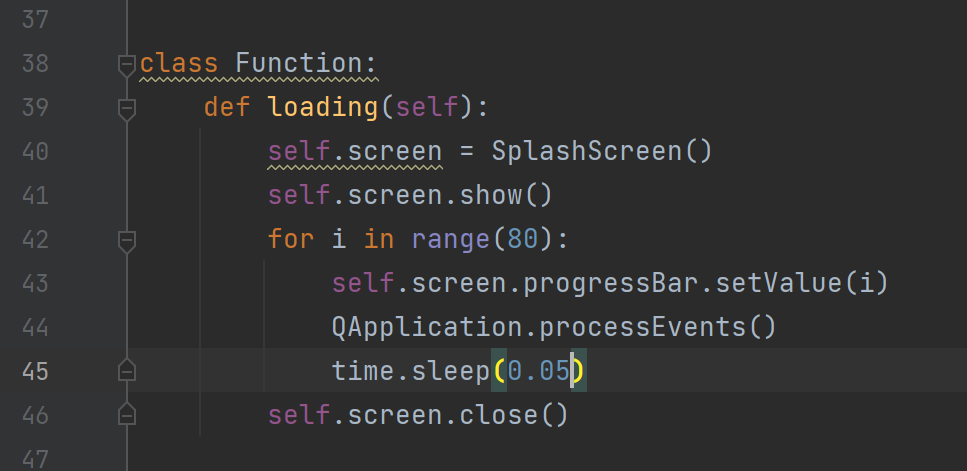 37
38 class Function:
39     def loading(self):
40         self.screen = SplashScreen()
41         self.screen.show()
42         for i in range(80):
43             self.screen.progressBar.setValue(i)
44             QApplication.processEvents()
45             time.sleep(0.05)
46         self.screen.close()
47